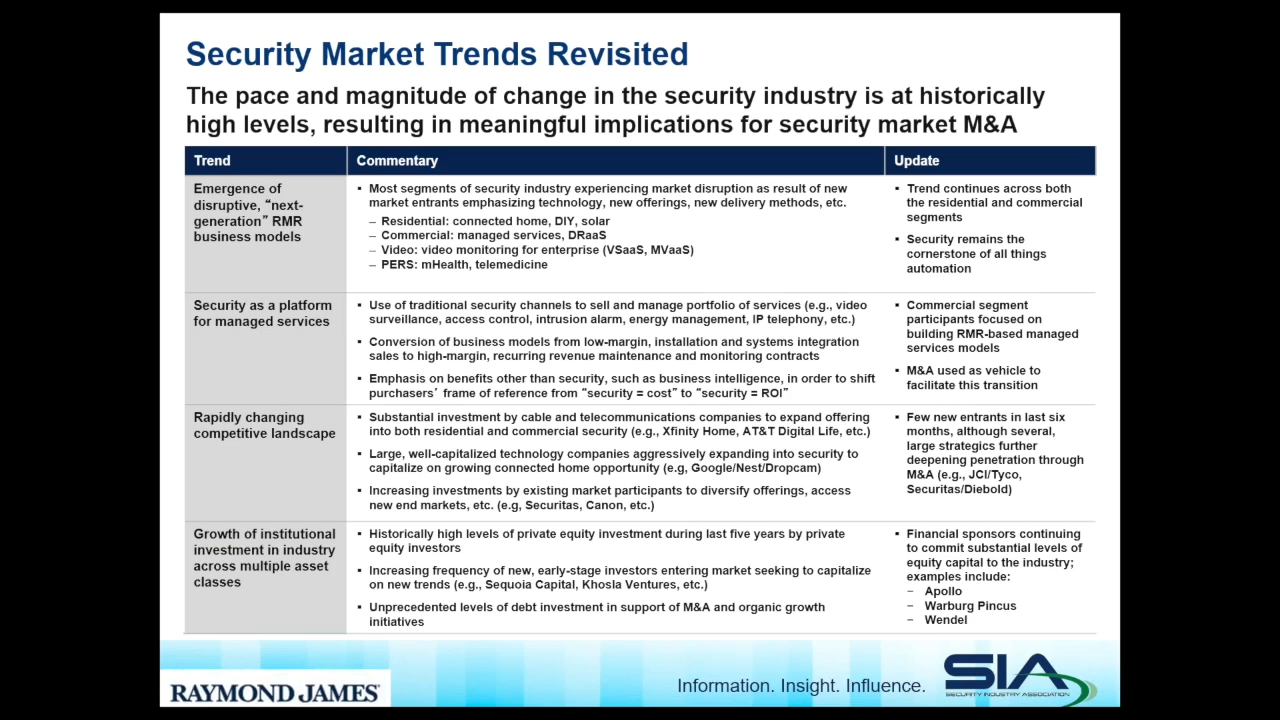 Security Market Trends Revisited
The pace and magnitude of change in the security industry is at historically
high levels, resulting in meaningful implications for security market M&A
Trend
Commentary
Update
Emergence of
disruptive, “next-
generation” RMR
business models
▪ Most segments of security industry experiencing market disruption as result of new
market entrants emphasizing technology, new offerings, new delivery methods, etc.
– Residential: connected home, DIY, solar
– Commercial: managed services, DRaaS
– Video: video monitoring for enterprise (VSaaS, MVaaS)
– PERS: mHealth, telemedicine
▪ Trend continues across both
the residential and commercial
segments
▪ Security remains the
cornerstone of all things
automation
Security as a platform
for managed services
▪ Use of traditional security channels to sell and manage portfolio of services (e.g., video
surveillance, access control, intrusion alarm, energy management, IP telephony, etc.)
▪ Conversion of business models from low-margin, installation and systems integration
sales to high-margin, recurring revenue maintenance and monitoring contracts
▪ Emphasis on benefits other than security, such as business intelligence, in order to shift
purchasers’ frame of reference from “security = cost” to “security = ROI”
▪ Commercial segment
participants focused on
building RMR-based managed
services models
▪ M&A used as vehicle to
facilitate this transition
Rapidly changing
competitive landscape
▪ Substantial investment by cable and telecommunications companies to expand offering
into both residential and commercial security (e.g., Xfinity Home, AT&T Digital Life, etc.)
▪ Large, well-capitalized technology companies aggressively expanding into security to
capitalize on growing connected home opportunity (e.g, Google/Nest/Dropcam)
▪ Increasing investments by existing market participants to diversify offerings, access
new end markets, etc. (e.g, Securitas, Canon, etc.)
▪ Few new entrants in last six
months, although several,
large strategics further
deepening penetration through
M&A (e.g., JCI/Tyco,
Securitas/Diebold)
Growth of institutional
investment in industry
across multiple asset
classes
▪ Historically high levels of private equity investment during last five years by private
equity investors
▪ Increasing frequency of new, early-stage investors entering market seeking to capitalize
on new trends (e.g., Sequoia Capital, Khosla Ventures, etc.)
▪ Unprecedented levels of debt investment in support of M&A and organic growth
initiatives
▪ Financial sponsors continuing
to commit substantial levels of
equity capital to the industry;
examples include:
– Apollo
– Warburg Pincus
– Wendel
RAYMOND JAMES®
Information. Insight. Influence.
SIA
SECURITY INDUSTRY ASSOCIATION